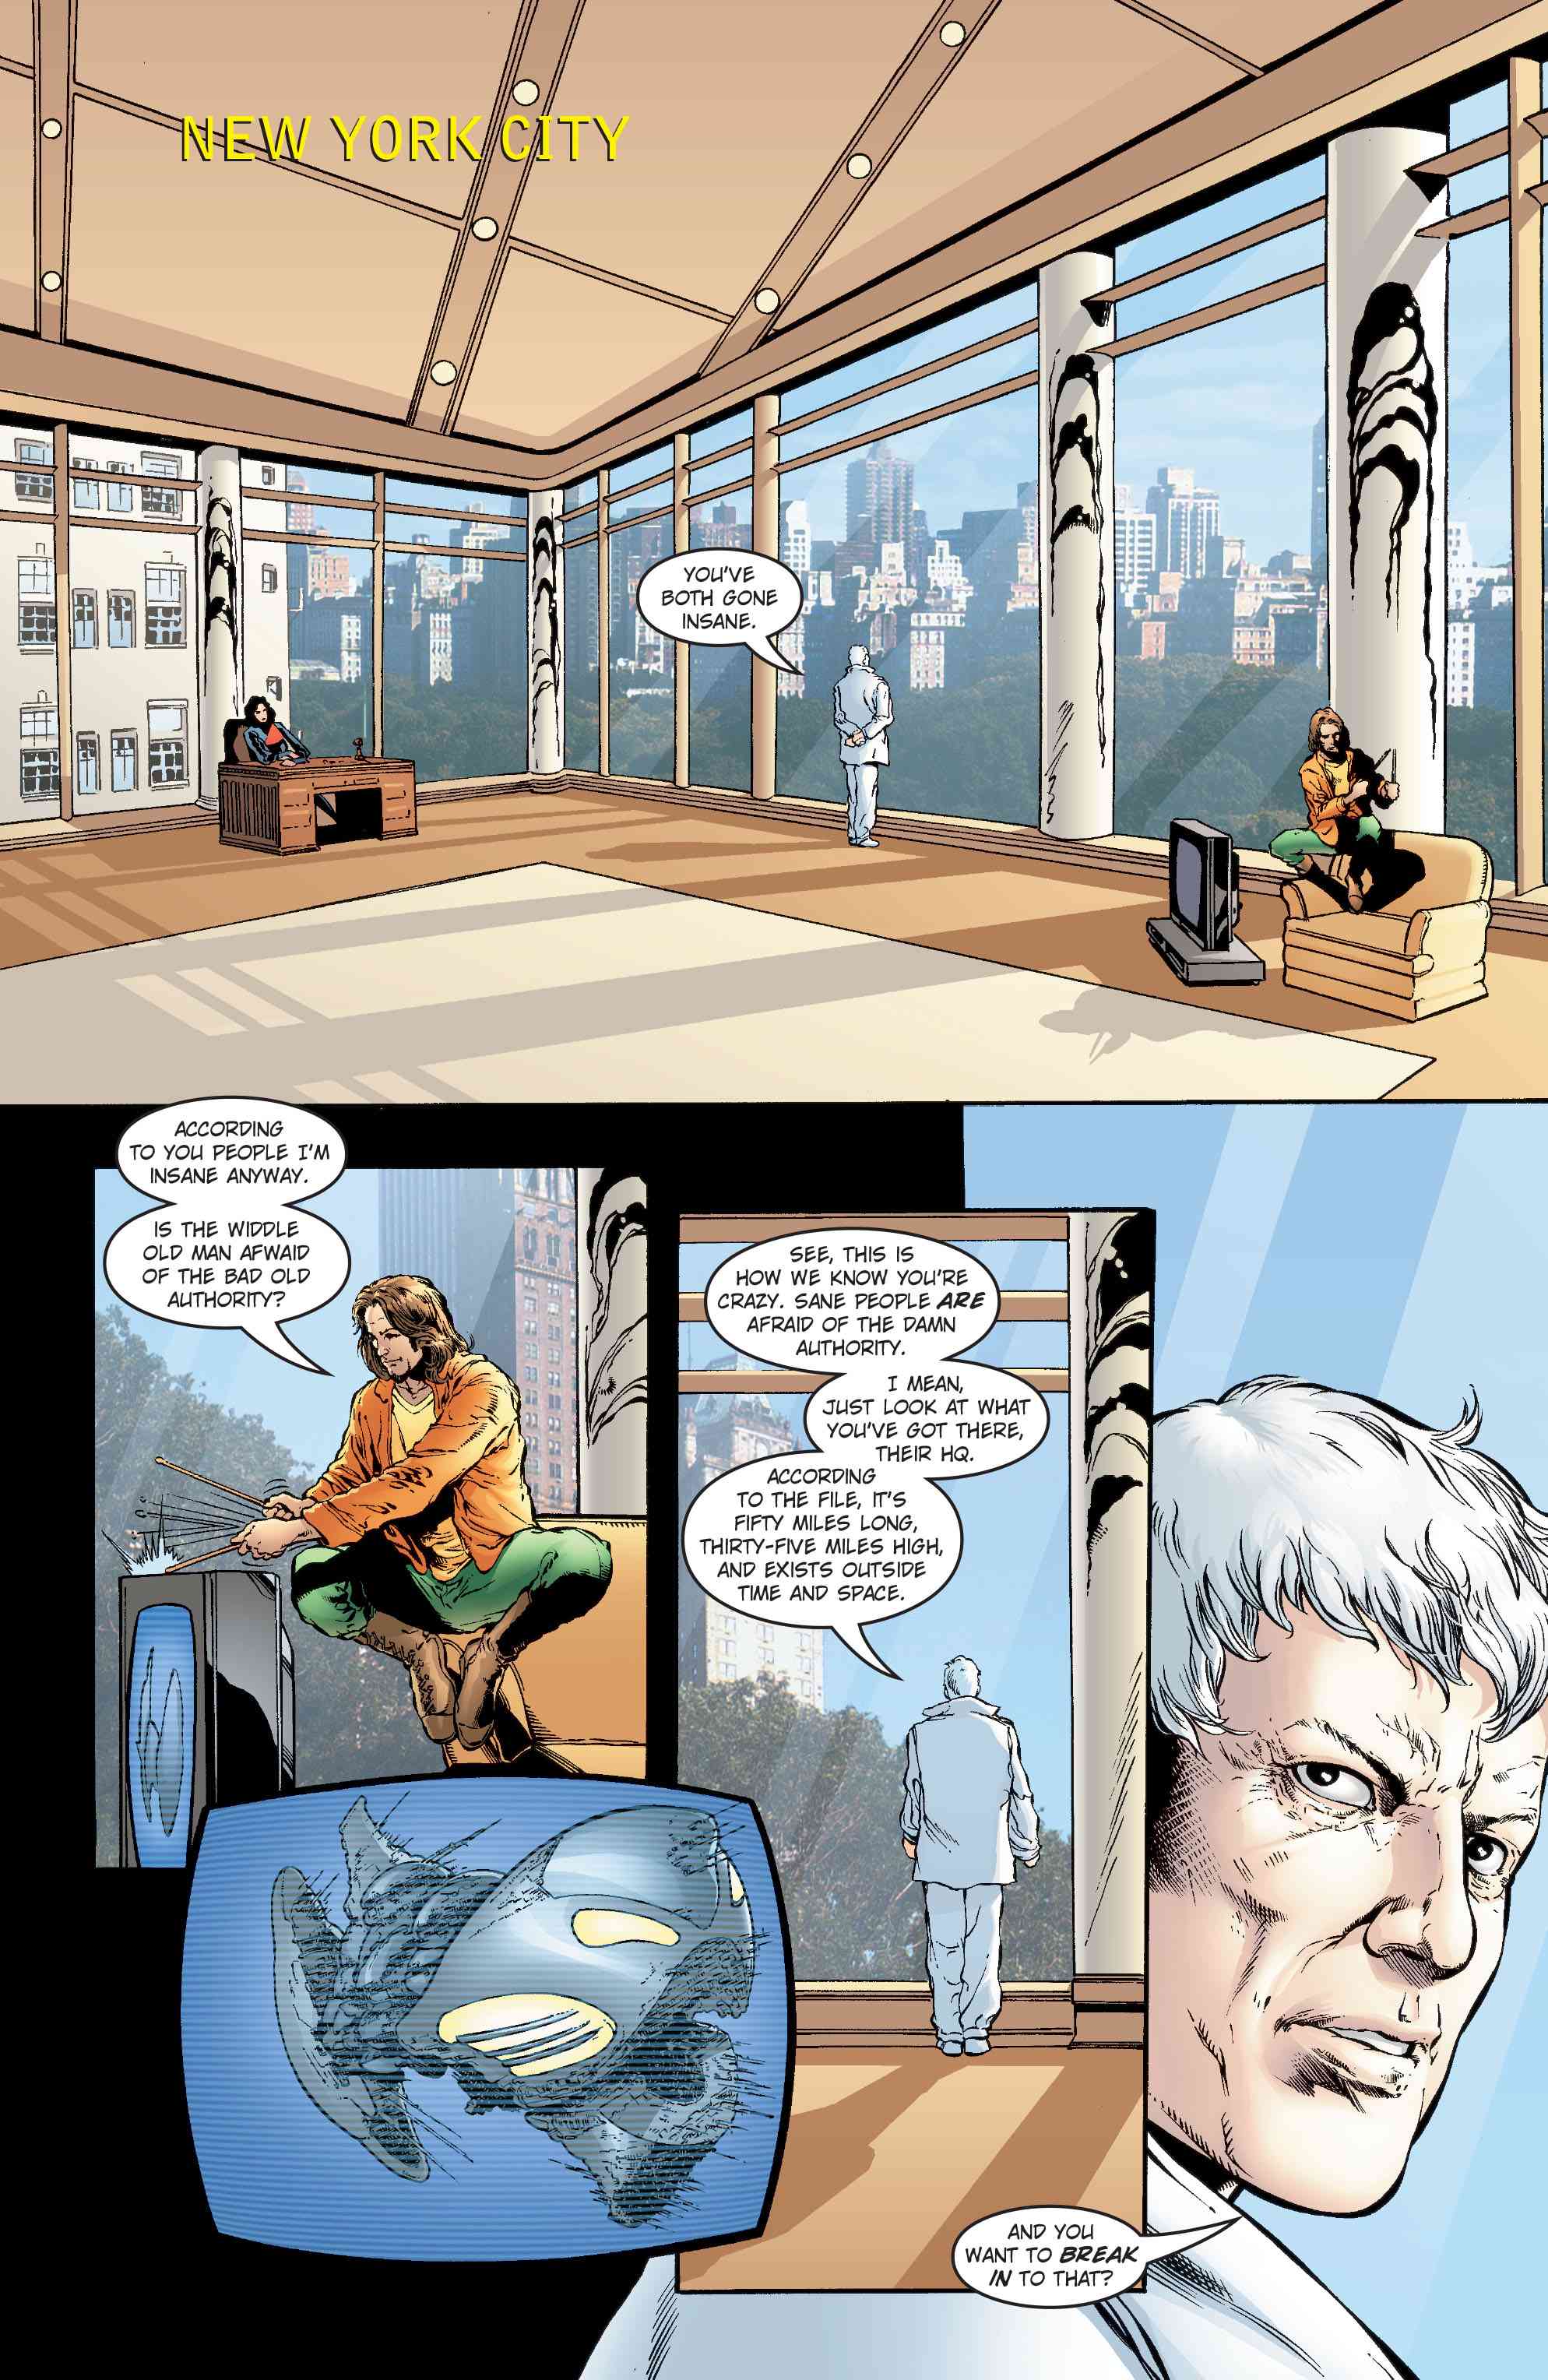 NEW YORK CITY
YOU'VE
BOTH GONE
INSANE.
ACCORDING
TO YOU PEOPLE I'M
INSANE ANYWAY.
IS THE WIDDLE
OLD MAN AFWAID
OF THE BAD OLD
AUTHORITY?
SEE, THIS IS
HOW WE KNOW YOU'RE
CRAZY. SANE PEOPLE ARE
AFRAID OF THE DAMN
AUTHORITY.
I MEAN,
JUST LOOK AT WHAT
YOU'VE GOT THERE,
THEIR HQ.
ACCORDING
TO THE FILE, IT'S
FIFTY MILES LONG,
THIRTY-FIVE MILES HIGH,
AND EXISTS OUTSIDE
TIME AND SPACE.
AND YOU
WANT TO BREAK
IN TO THAT?